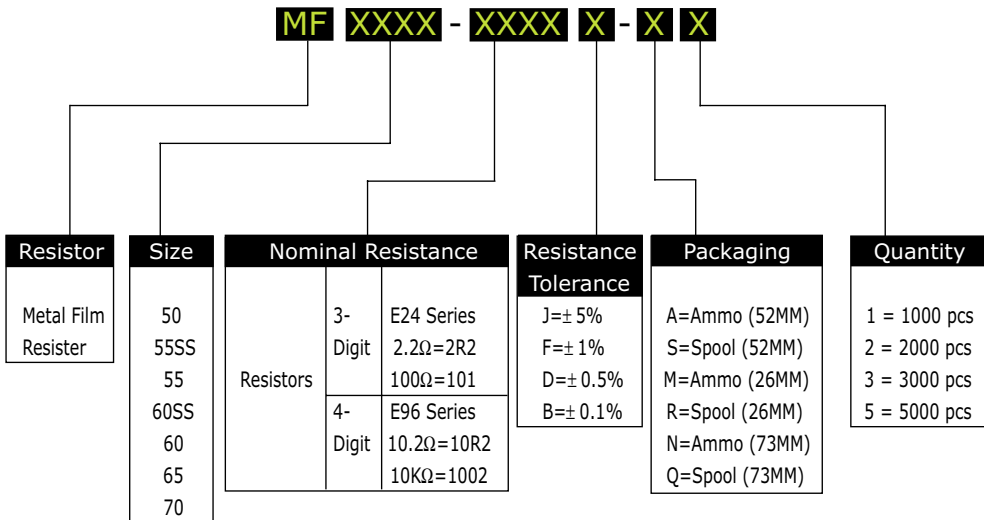 MF XXXX - XXXX X - X X
Resistor
Metal Film
Resister
Size
50
55SS
55
60SS
60
65
70
Nominal Resistance
Resistors
3-
Digit
E24 Series
2.2Ω=2R2
100Ω=101
4-
Digit
E96 Series
10.2Ω=10R2
10KΩ=1002
Resistance
Tolerance
J=± 5%
F=± 1%
D=± 0.5%
B=± 0.1%
Packaging
A=Ammo (52MM)
S=Spool (52MM)
M=Ammo (26MM)
R=Spool (26MM)
N=Ammo (73MM)
Q=Spool (73MM)
Quantity
1 = 1000 pcs
2 = 2000 pcs
3 = 3000 pcs
5 = 5000 pcs